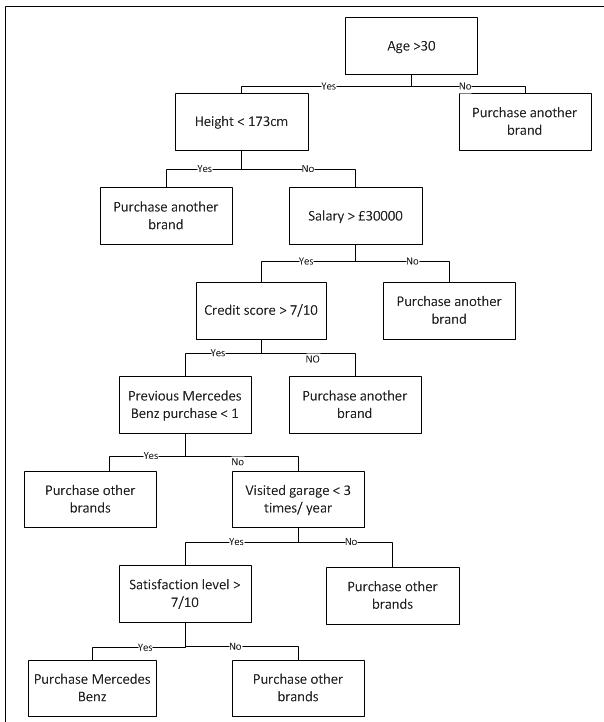 Age >30
Yes
No
Height < 173cm
Purchase another
brand
Yes
No
Purchase another
brand
Salary > £30000
Yes
No
Credit score > 7/10
Purchase another
brand
Yes
NO
Previous Mercedes
Benz purchase < 1
Purchase another
brand
Yes
No
Purchase other
brands
Visited garage < 3
times/ year
Yes
No
Satisfaction level >
7/10
Purchase other
brands
Yes
No
Purchase Mercedes
Benz
Purchase other
brands